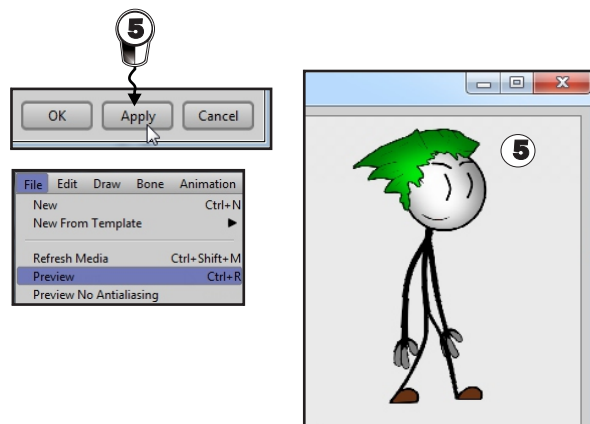 5
OK Apply Cancel
File Edit Draw Bone Animation
New Ctrl+N
New From Template
Refresh Media Ctrl+Shift+M
Preview Ctrl+R
Preview No Antialiasing
5